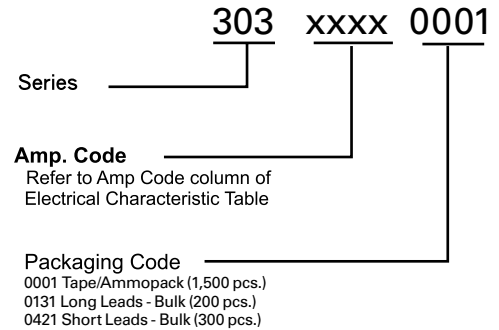 303 xxxx 0001
Series
Amp. Code
Refer to Amp Code column of
Electrical Characteristic Table
Packaging Code
0001 Tape/Ammopack (1,500 pcs.)
0131 Long Leads - Bulk (200 pcs.)
0421 Short Leads - Bulk (300 pcs.)